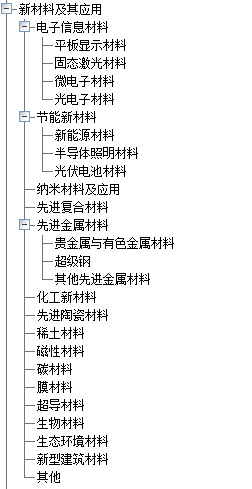 新材料及其应用
电子信息材料
平板显示材料
固态激光材料
微电子材料
光电子材料
节能新材料
新能源材料
半导体照明材料
光伏电池材料
纳米材料及应用
先进复合材料
先进金属材料
贵金属与有色金属材料
超级钢
其他先进金属材料
化工新材料
先进陶瓷材料
稀土材料
磁性材料
碳材料
膜材料
超导材料
生物材料
生态环境材料
新型建筑材料
其他